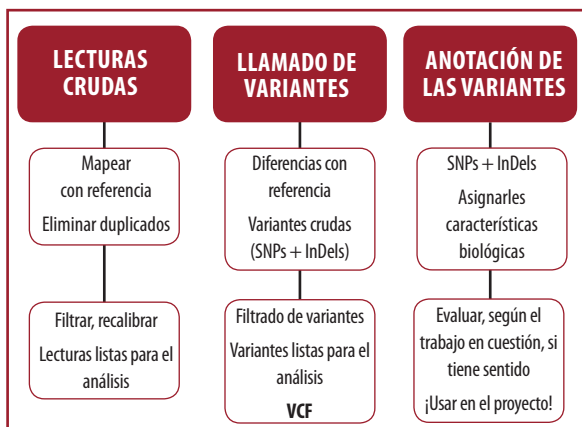 LECTURAS
CRUDAS
Mapear
con referencia
Eliminar duplicados
Filtrar, recalibrar
Lecturas listas para el
análisis
LLAMADO DE
VARIANTES
Diferencias con
referencia
Variantes crudas
(SNPs + InDels)
Filtrado de variantes
Variantes listas para el
análisis
VCF
ANOTACIÓN DE
LAS VARIANTES
SNPs + InDels
Asignarles
características
biológicas
Evaluar, según el
trabajo en cuestión, si
tiene sentido
¡Usar en el proyecto!